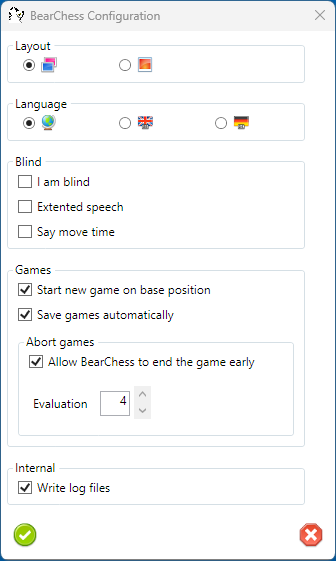 BearChess Configuration
Layout
Language
Blind
I am blind
Extented speech
Say move time
Games
Start new game on base position
Save games automatically
Abort games
Allow BearChess to end the game early
Evaluation 4
Internal
Write log files